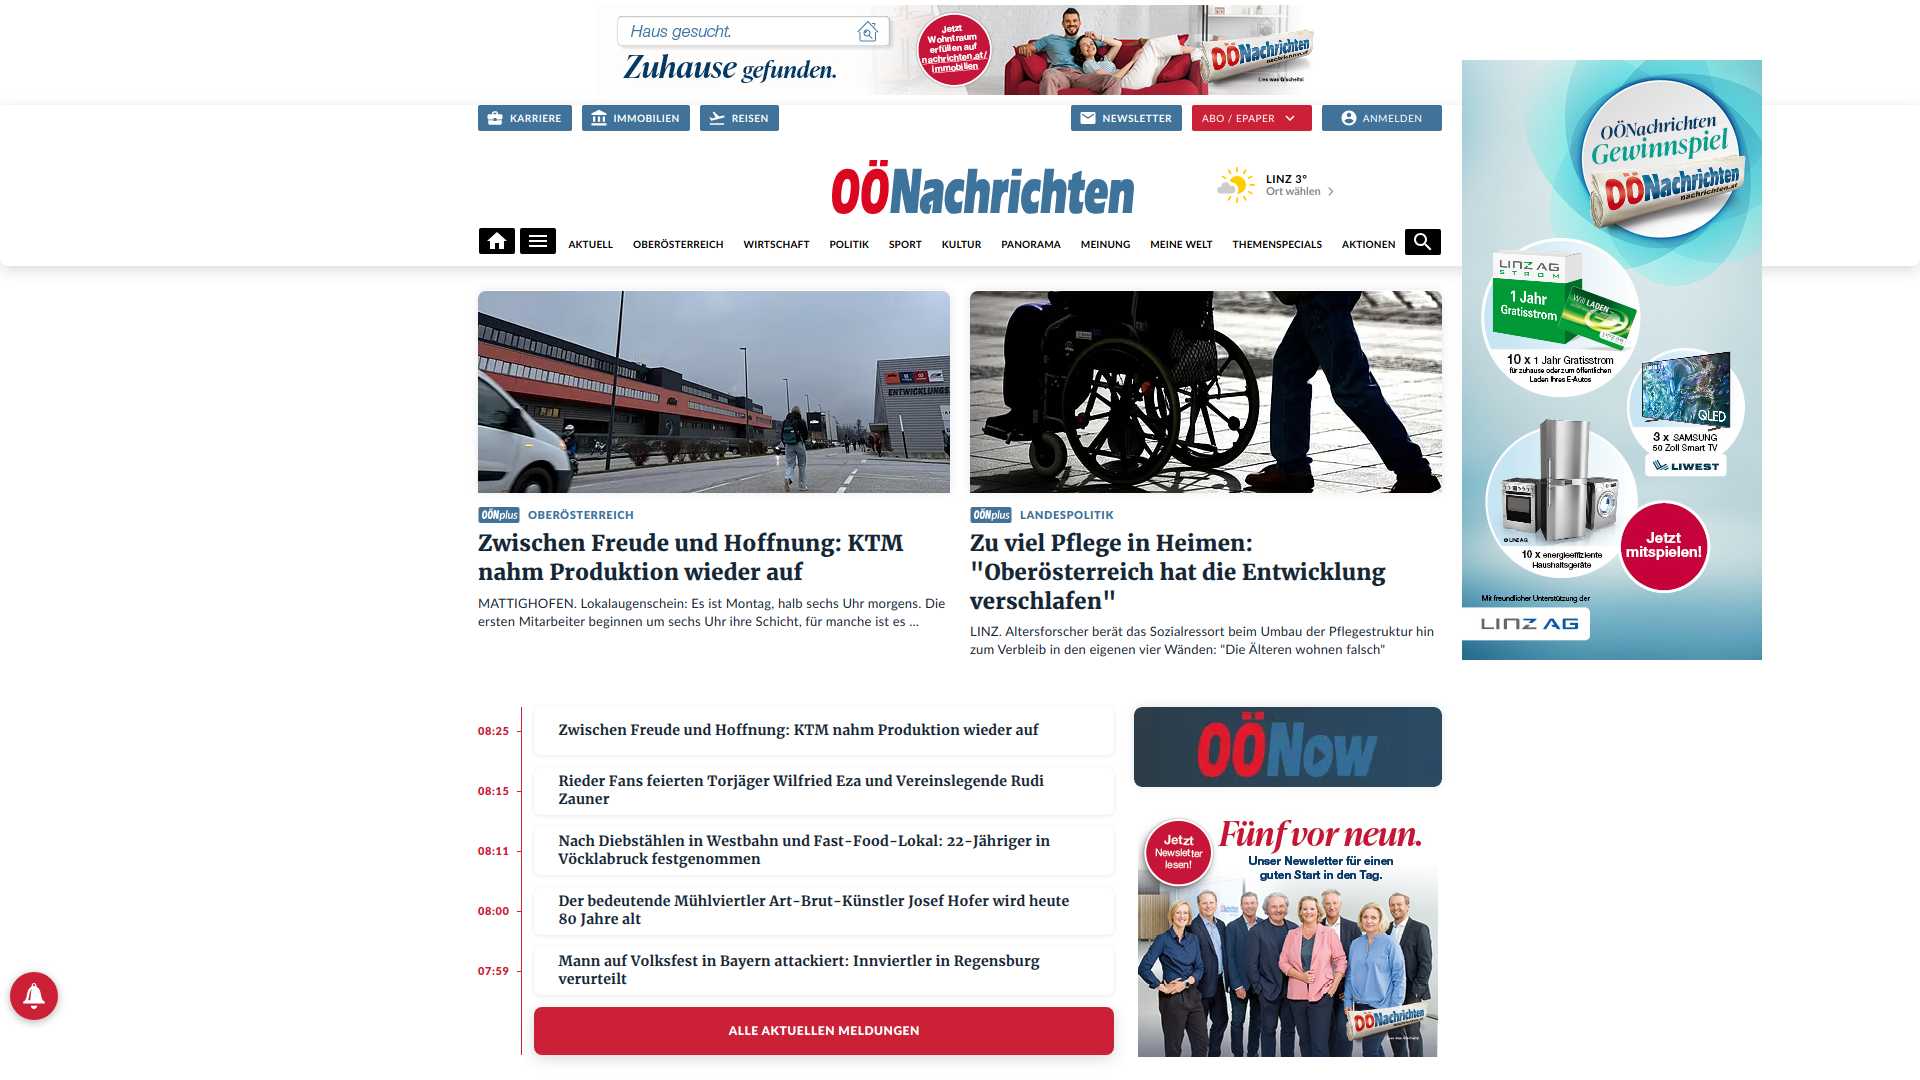 Haus gesucht.
Zuhause gefunden.
Jetzt
Wohntraum
erfüllen auf
nachrichten.at/
immobilien
OÖNachrichten
nachrichten.at
KARRIERE
IMMOBILIEN
REISEN
NEWSLETTER
ABO / EPAPER
ANMELDEN
OÖNachrichten
LINZ 3°
Ort wählen
AKTUELL
OBERÖSTERREICH
WIRTSCHAFT
POLITIK
SPORT
KULTUR
PANORAMA
MEINUNG
MEINE WELT
THEMENSPECIALS
AKTIONEN
OÖNachrichten
Gewinnspiel
OÖNachrichten
nachrichten.at
LINZ AG
STROM
1 Jahr
Gratisstrom
Will LADEN
10 x 1 Jahr Gratisstrom
für zuhause oder zum öffentlichen
Laden Ihres E-Autos
QLED
3 x SAMSUNG
50 Zoll Smart TV
LIWEST
© LINZ AG
10 x energieeffiziente
Haushaltsgeräte
Jetzt
mitspielen!
Mit freundlicher Unterstützung der
LINZ AG
ENTWICKLUNGS
OÖNplus OBERÖSTERREICH
Zwischen Freude und Hoffnung: KTM
nahm Produktion wieder auf
MATTIGHOFEN. Lokalaugenschein: Es ist Montag, halb sechs Uhr morgens. Die
ersten Mitarbeiter beginnen um sechs Uhr ihre Schicht, für manche ist es ...
OÖNplus LANDESPOLITIK
Zu viel Pflege in Heimen:
"Oberösterreich hat die Entwicklung
verschlafen"
LINZ. Altersforscher berät das Sozialressort beim Umbau der Pflegestruktur hin
zum Verbleib in den eigenen vier Wänden: "Die Älteren wohnen falsch"
08:25
Zwischen Freude und Hoffnung: KTM nahm Produktion wieder auf
08:15
Rieder Fans feierten Torjäger Wilfried Eza und Vereinslegende Rudi
Zauner
08:11
Nach Diebstählen in Westbahn und Fast-Food-Lokal: 22-Jähriger in
Vöcklabruck festgenommen
08:00
Der bedeutende Mühlviertler Art-Brut-Künstler Josef Hofer wird heute
80 Jahre alt
07:59
Mann auf Volksfest in Bayern attackiert: Innviertler in Regensburg
verurteilt
ALLE AKTUELLEN MELDUNGEN
OÖNow
Jetzt
Newsletter
lesen!
Fünf vor neun.
Unser Newsletter für einen
guten Start in den Tag.
OÖNachrichten